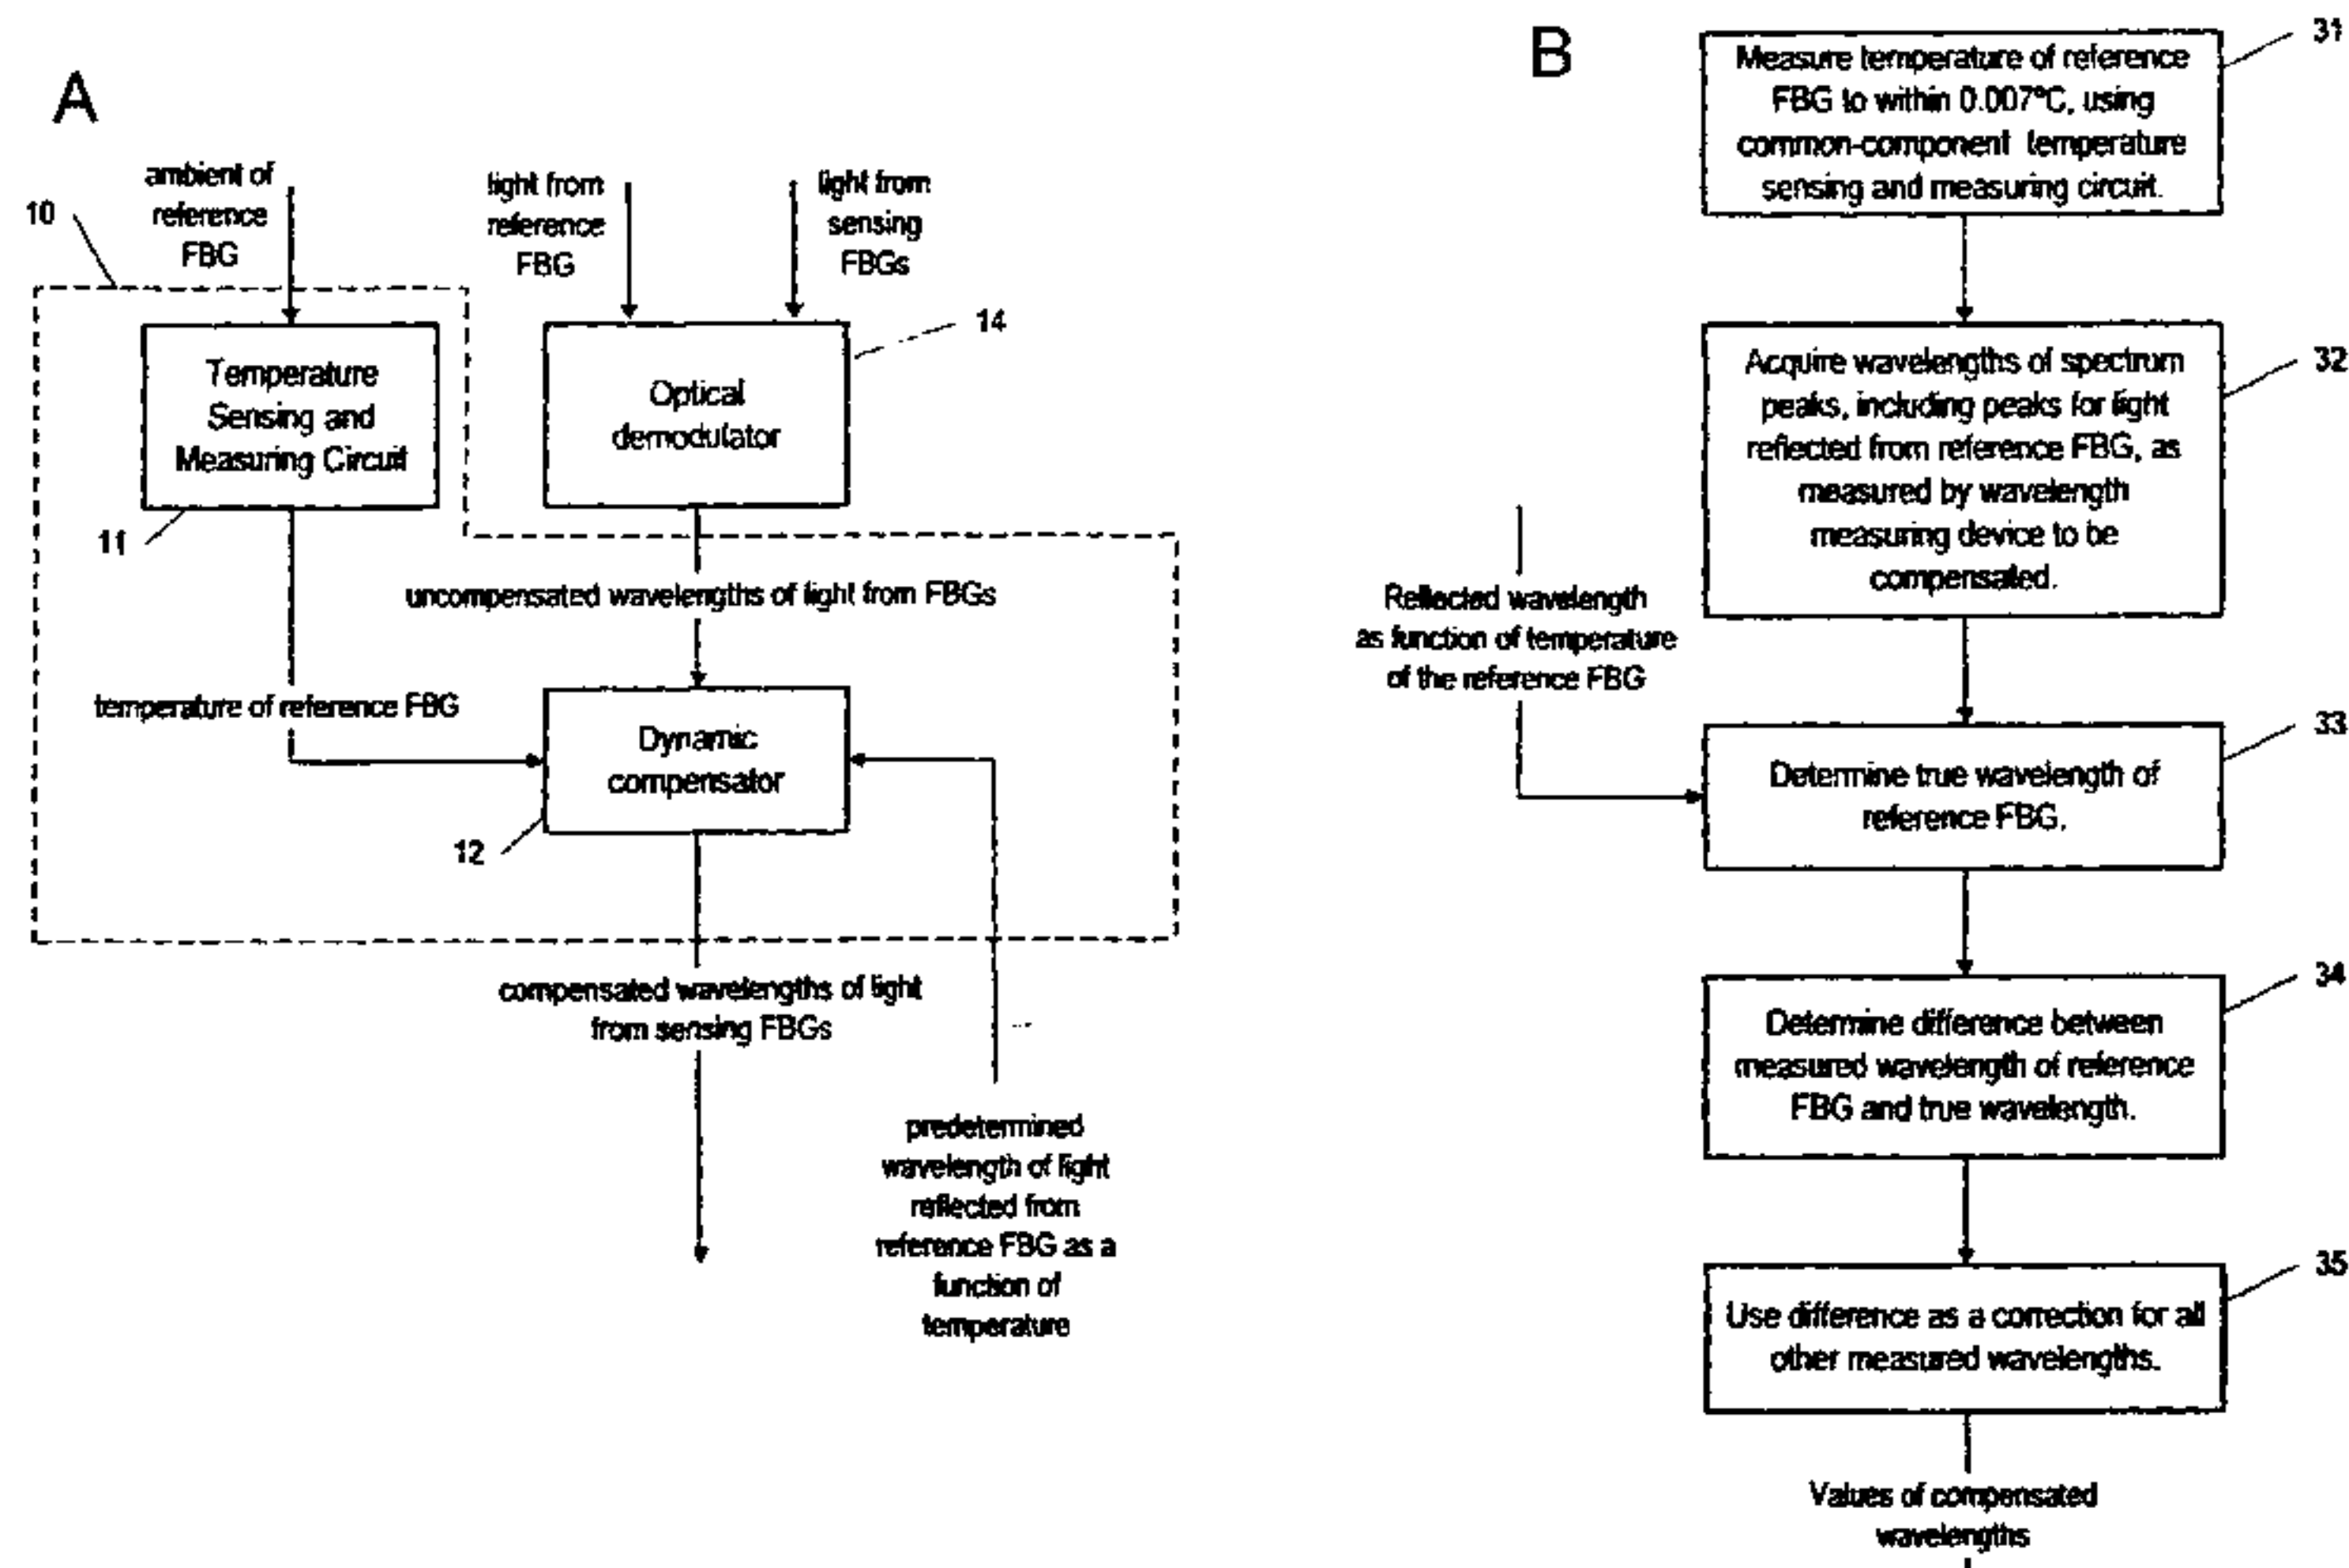 A
ambient of
reference
FBG
10
light from
reference
FBG
light from
sensing
FBGs
14
Temperature
Sensing and
Measuring Circuit
11
Optical
demodulator
uncompensated wavelengths of light from FBGs
temperature of reference FBG
Dynamic
compensator
12
compensated wavelengths of light
from sensing FBGs
predetermined
wavelength of light
reflected from
reference FBG as a
function of
temperature
B
31
Measure temperature of reference
FBG to within 0.007°C, using
common-component temperature
sensing and measuring circuit.
32
Acquire wavelengths of spectrum
peaks, including peaks for light
reflected from reference FBG, as
measured by wavelength
measuring device to be
compensated.
Reflected wavelength
as function of temperature
of the reference FBG
33
Determine true wavelength of
reference FBG.
34
Determine difference between
measured wavelength of reference
FBG and true wavelength.
35
Use difference as a correction for all
other measured wavelengths.
Values of compensated
wavelengths